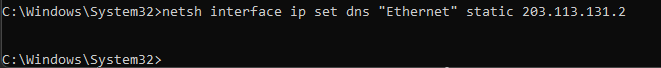 C:\Windows\System32>netsh interface ip set dns "Ethernet" static 203.113.131.2
C:\Windows\System32>